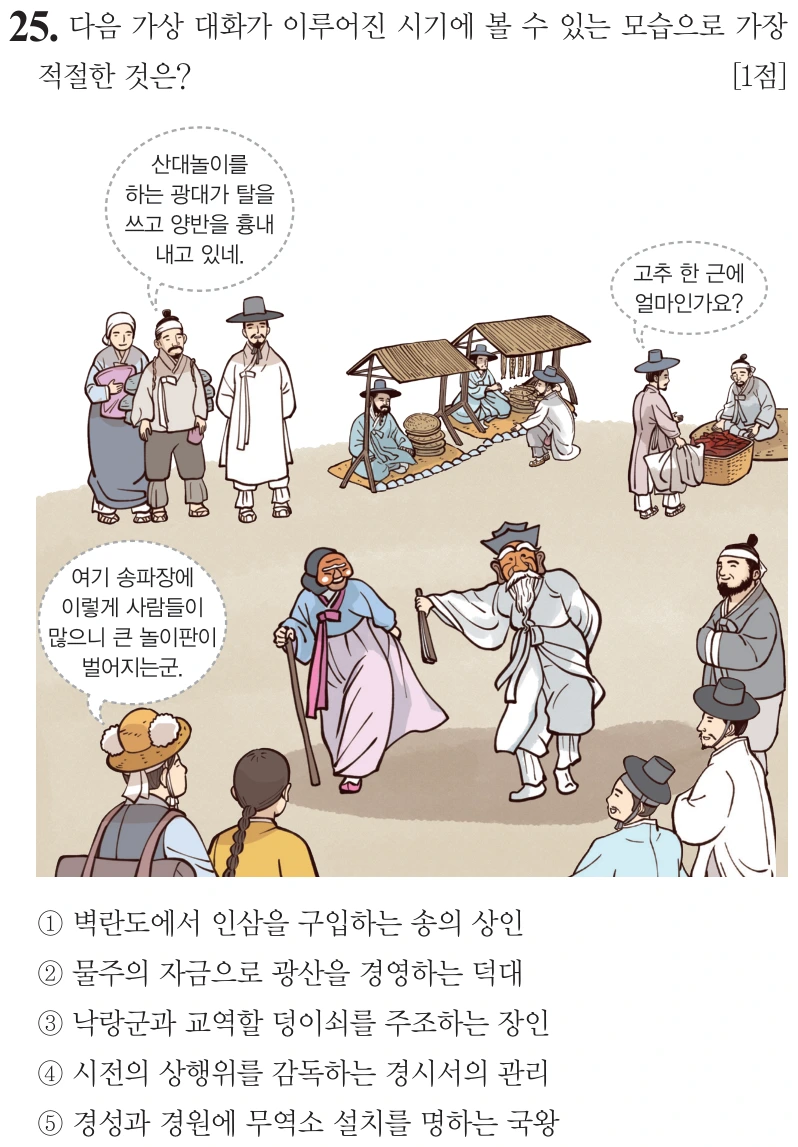 25. 다음 가상 대화가 이루어진 시기에 볼 수 있는 모습으로 가장
적절한 것은? [1점]
산대놀이를
하는 광대가 탈을
쓰고 양반을 흉내
내고 있네.
고추 한 근에
얼마인가요?
여기 송파장에
이렇게 사람들이
많으니 큰 놀이판이
벌어지는군.
① 벽란도에서 인삼을 구입하는 송의 상인
② 물주의 자금으로 광산을 경영하는 덕대
③ 낙랑군과 교역할 덩이쇠를 주조하는 장인
④ 시전의 상행위를 감독하는 경시서의 관리
⑤ 경성과 경원에 무역소 설치를 명하는 국왕